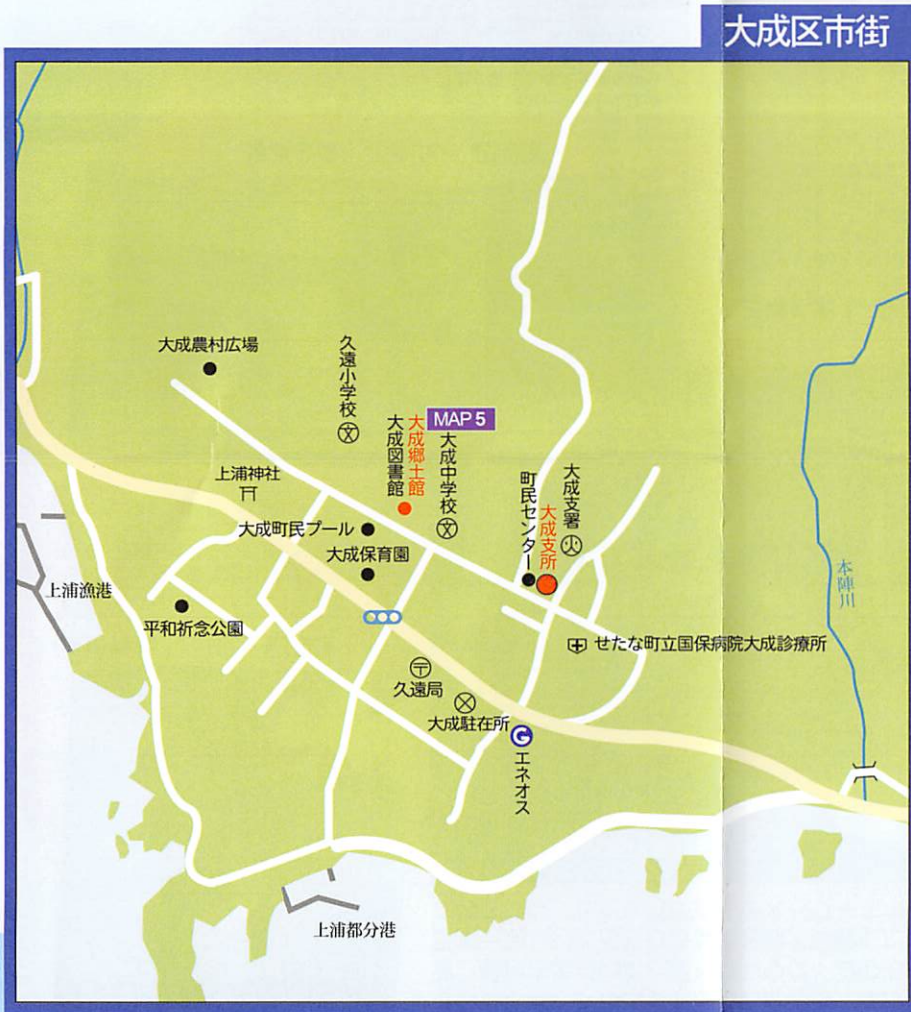 大成区市街
大成農村広場
久遠小学校
文
大成図書館
大成郷土館
MAP 5
大成中学校
文
上浦神社
大成町民プール
大成保育園
町民センター
大成支所
大成支署
火
本陣川
上浦漁港
平和祈念公園
せたな町立国保病院大成診療所
〒
久遠局
大成駐在所
G
エネオス
上浦都分港